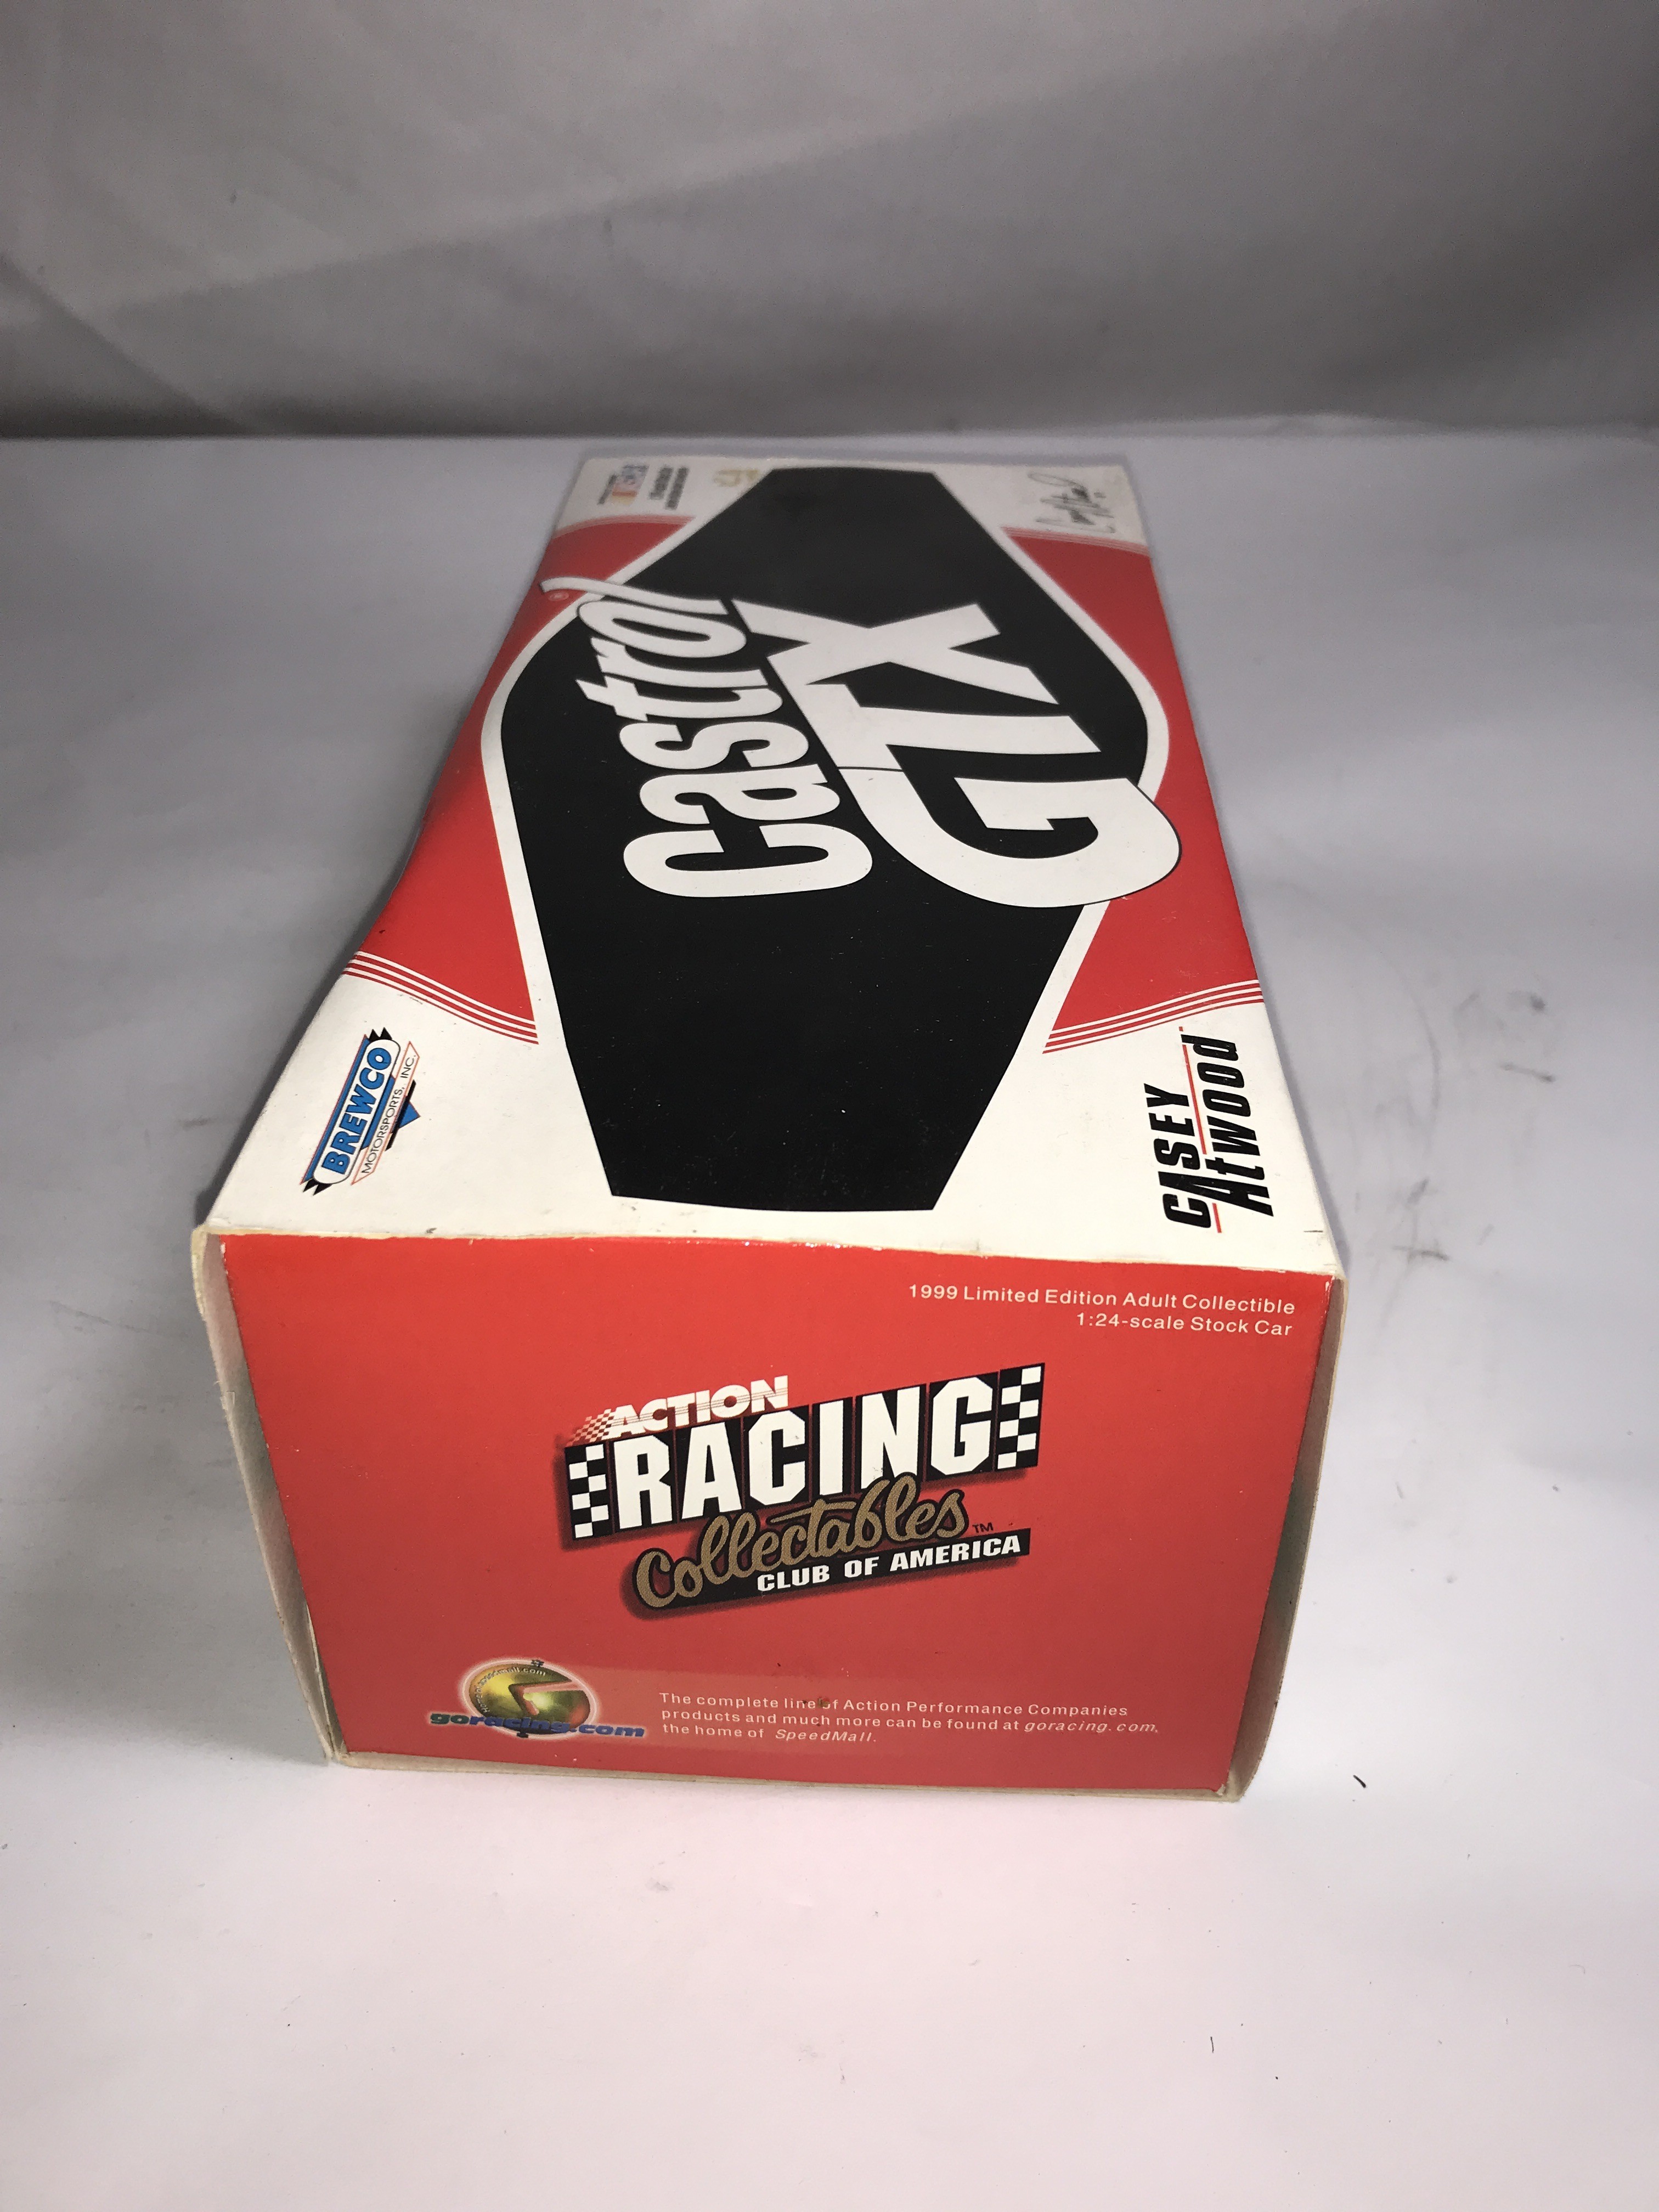 castrol
GTX
BREWCO
MOTORSPORTS, INC.
CASEY
Atwood
1999 Limited Edition Adult Collectible
1:24-scale Stock Car
ACTION
RACING
Collectables™
CLUB OF AMERICA
goracing.com
The complete line of Action Performance Companies
products and much more can be found at goracing.com,
the home of SpeedMall.